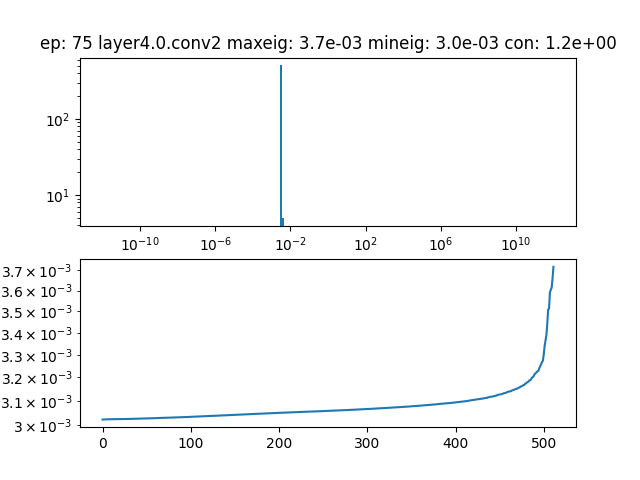 ep: 75 layer4.0.conv2 maxeig: 3.7e-03 mineig: 3.0e-03 con: 1.2e+00
10²
10¹
10⁻¹⁰ 10⁻⁶ 10⁻² 10² 10⁶ 10¹⁰
3.7 × 10⁻³
3.6 × 10⁻³
3.5 × 10⁻³
3.4 × 10⁻³
3.3 × 10⁻³
3.2 × 10⁻³
3.1 × 10⁻³
3 × 10⁻³
0 100 200 300 400 500